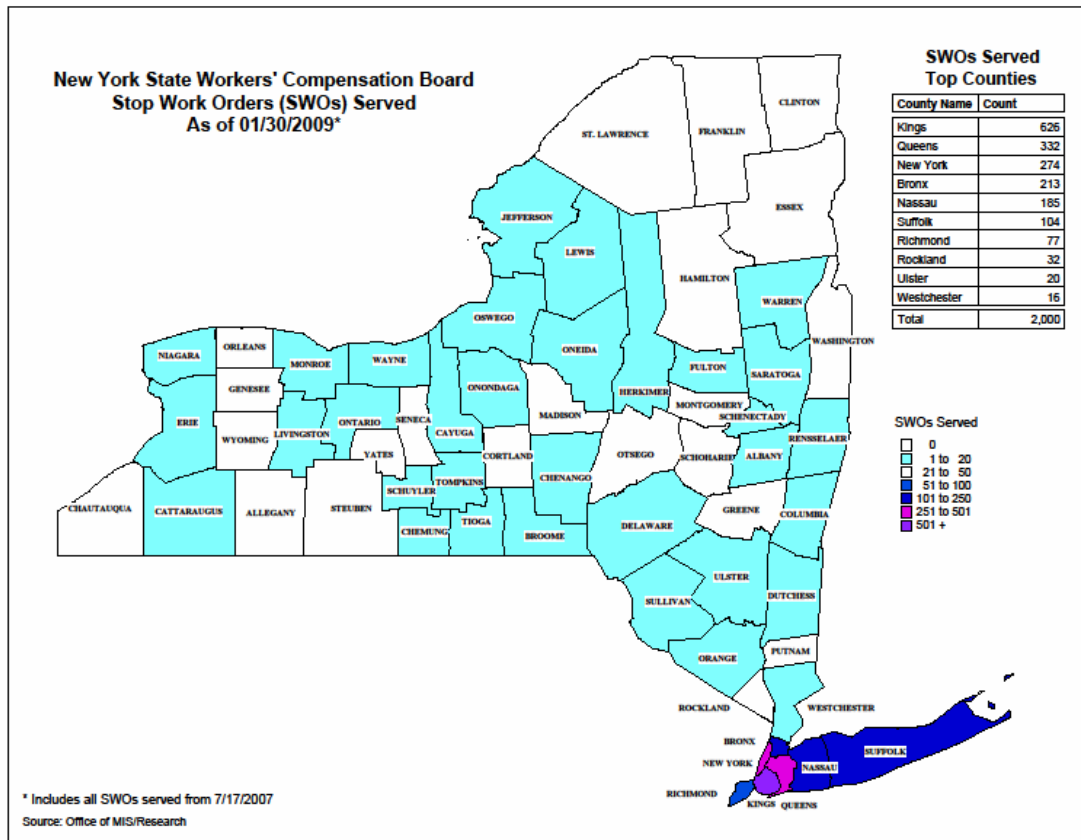 New York State Workers' Compensation Board
Stop Work Orders (SWOs) Served
As of 01/30/2009*
SWOs Served
Top Counties
County Name Count
Kings 626
Queens 332
New York 274
Bronx 213
Nassau 185
Suffolk 104
Richmond 77
Rockland 32
Ulster 20
Westchester 16
Total 2,000
CLINTON
ST. LAWRENCE
FRANKLIN
ESSEX
JEFFERSON
LEWIS
HAMILTON
WARREN
OSWEGO
WASHINGTON
ONEIDA
NIAGARA
ORLEANS
MONROE
WAYNE
FULTON
SARATOGA
GENESEE
ONONDAGA
HERKIMER
MONTGOMERY
MADISON
SCHENECTADY
ERIE
ONTARIO
SENECA
CAYUGA
LIVINGSTON
WYOMING
RENSSELAER
YATES
CORTLAND
OTSEGO
SCHOHARIE
ALBANY
CHENANGO
TOMPKINS
SCHUYLER
CHAUTAUQUA
CATTARAUGUS
ALLEGANY
STEUBEN
GREENE
COLUMBIA
TIOGA
DELAWARE
CHEMUNG
BROOME
ULSTER
DUTCHESS
SULLIVAN
PUTNAM
ORANGE
ROCKLAND
WESTCHESTER
BRONX
SUFFOLK
NEW YORK
NASSAU
RICHMOND
KINGS
QUEENS
SWOs Served
0
1 to 20
21 to 50
51 to 100
101 to 250
251 to 501
501 +
* Includes all SWOs served from 7/17/2007
Source: Office of MIS/Research